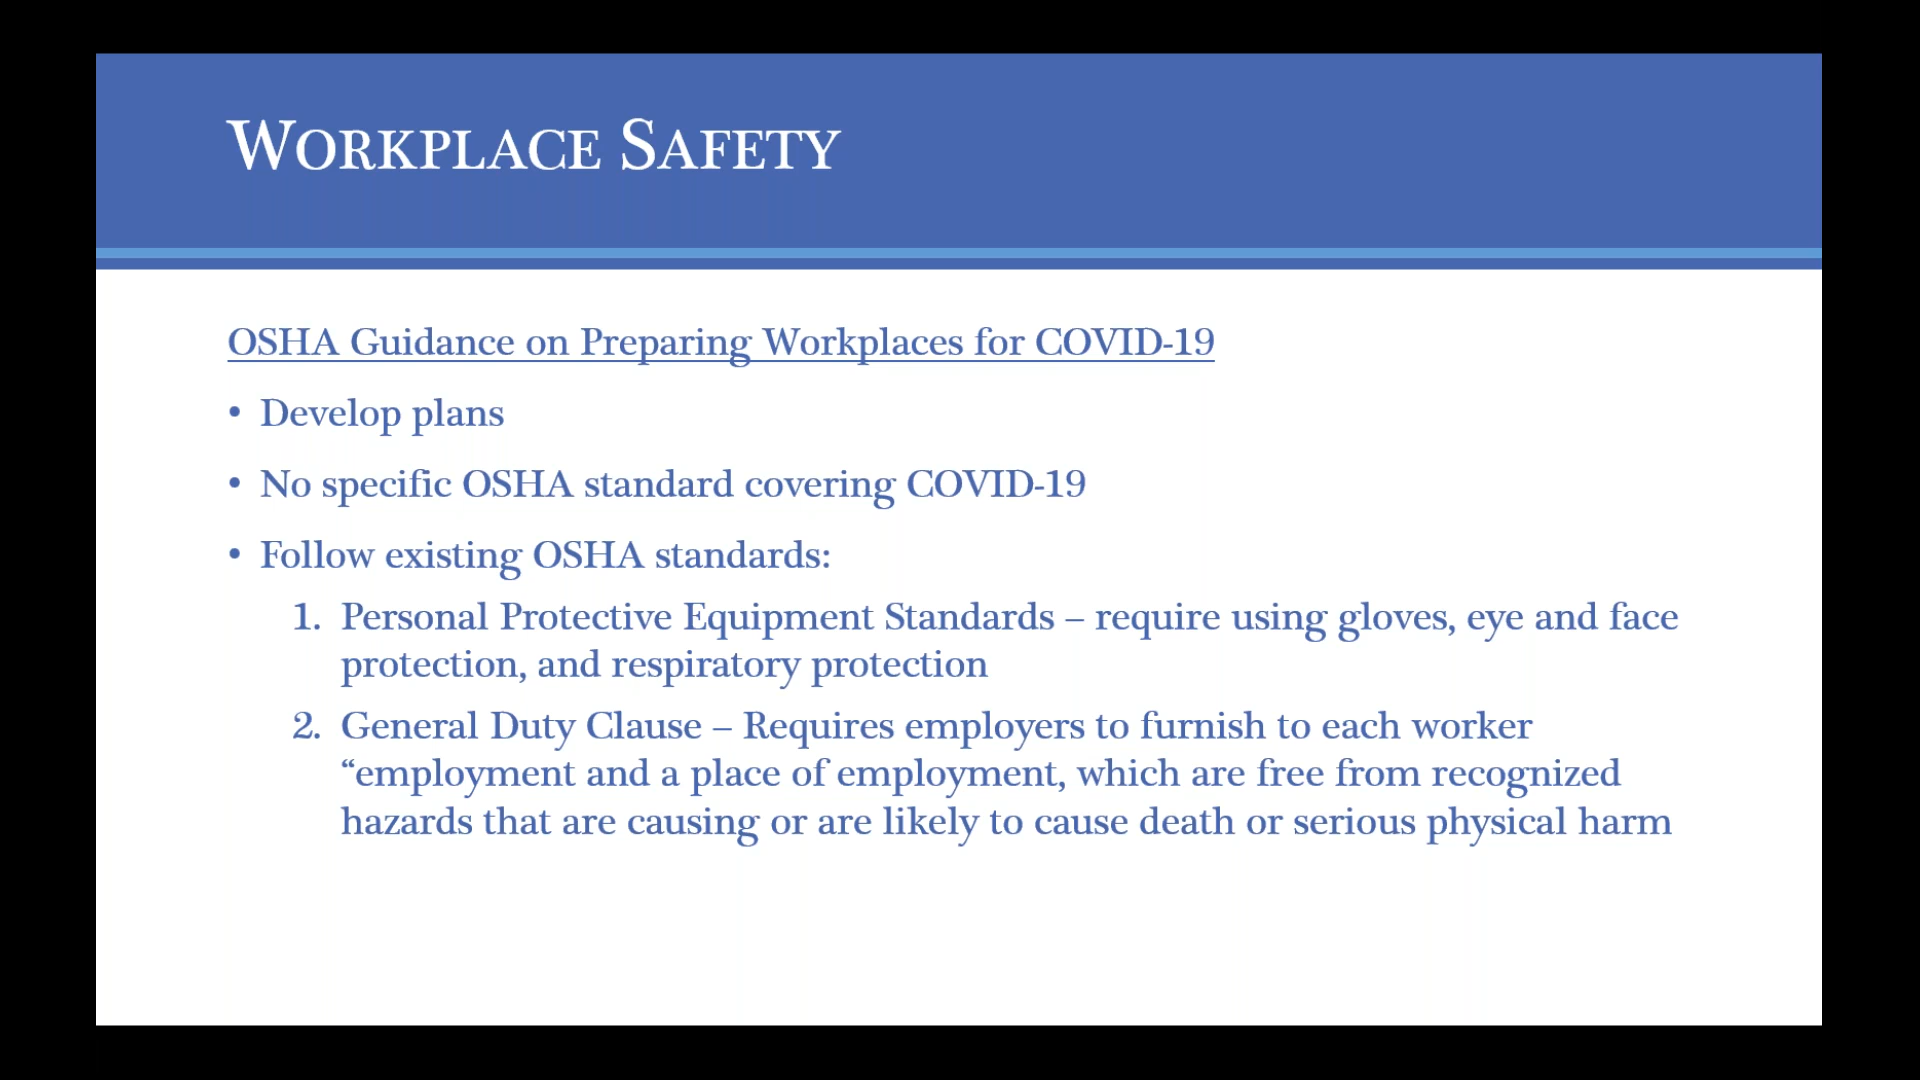 WORKPLACE SAFETY
OSHA Guidance on Preparing Workplaces for COVID-19
• Develop plans
• No specific OSHA standard covering COVID-19
• Follow existing OSHA standards:
1. Personal Protective Equipment Standards – require using gloves, eye and face
protection, and respiratory protection
2. General Duty Clause – Requires employers to furnish to each worker
“employment and a place of employment, which are free from recognized
hazards that are causing or are likely to cause death or serious physical harm